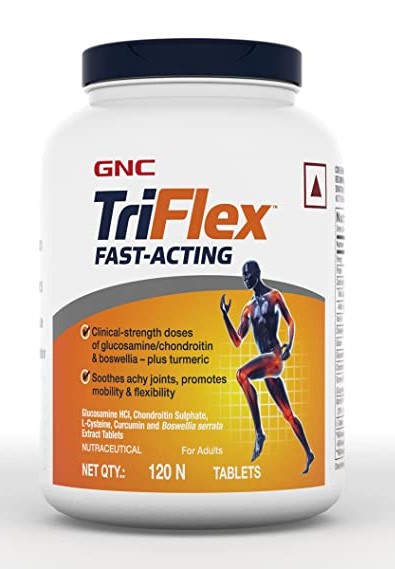 GNC
TriFlex™
FAST-ACTING
Clinical-strength doses
of glucosamine/chondroitin
& boswellia – plus turmeric
Soothes achy joints, promotes
mobility & flexibility
Glucosamine HCl, Chondroitin Sulphate,
L-Cysteine, Curcumin and Boswellia serrata
Extract Tablets
NUTRACEUTICAL For Adults
NET QTY.: 120 N TABLETS